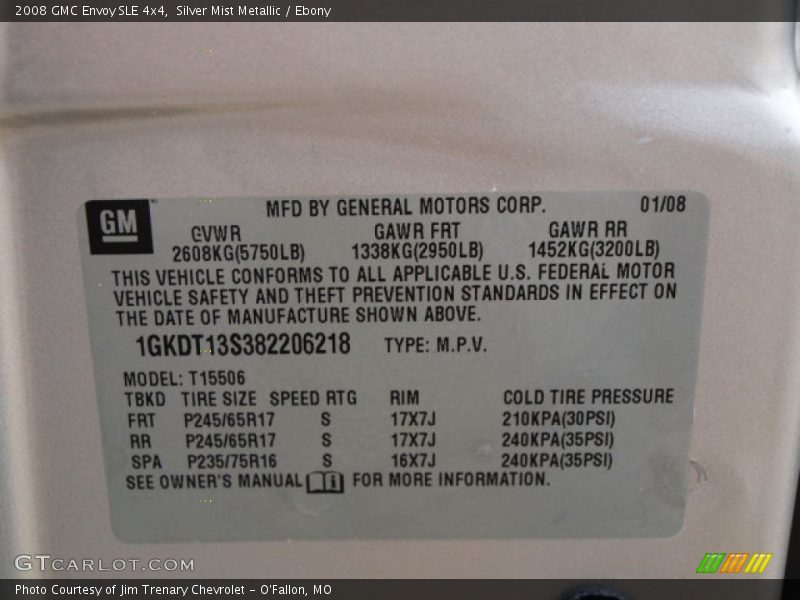 2008 GMC Envoy SLE 4x4, Silver Mist Metallic / Ebony
GM
MFD BY GENERAL MOTORS CORP. 01/08
GVWR GAWR FRT GAWR RR
2608KG(5750LB) 1338KG(2950LB) 1452KG(3200LB)
THIS VEHICLE CONFORMS TO ALL APPLICABLE U.S. FEDERAL MOTOR
VEHICLE SAFETY AND THEFT PREVENTION STANDARDS IN EFFECT ON
THE DATE OF MANUFACTURE SHOWN ABOVE.
1GKDT13S382206218 TYPE: M.P.V.
MODEL: T15506
TBKD TIRE SIZE SPEED RTG RIM COLD TIRE PRESSURE
FRT P245/65R17 S 17X7J 210KPA(30PSI)
RR P245/65R17 S 17X7J 240KPA(35PSI)
SPA P235/75R16 S 16X7J 240KPA(35PSI)
SEE OWNER'S MANUAL FOR MORE INFORMATION.
GTCARLOT.COM
Photo Courtesy of Jim Trenary Chevrolet - O'Fallon, MO